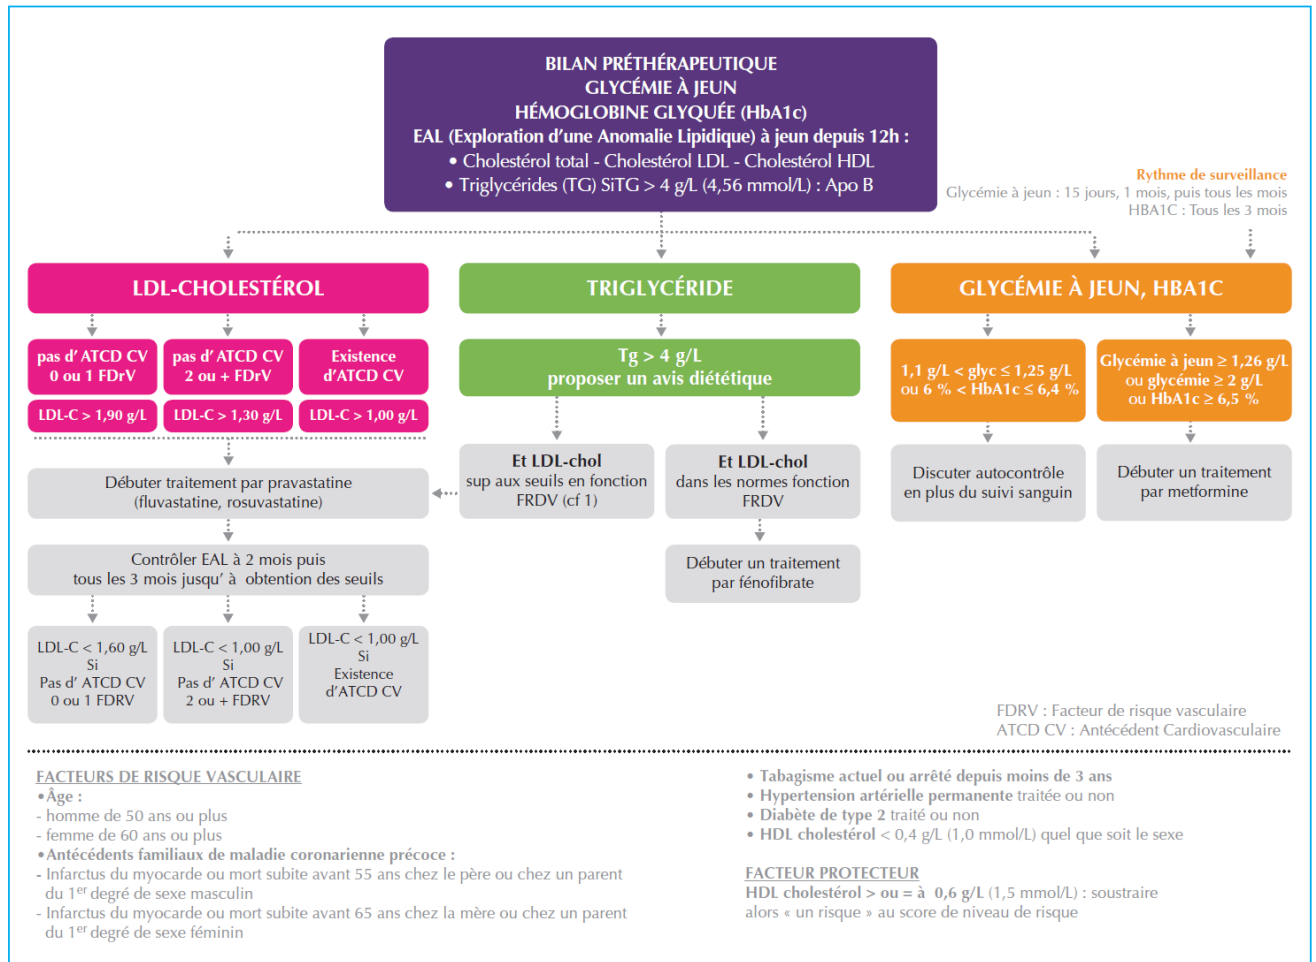 BILAN PRÉTHÉRAPEUTIQUE
GLYCÉMIE À JEUN
HÉMOGLOBINE GLYQUÉE (HbA1c)
EAL (Exploration d'une Anomalie Lipidique) à jeun depuis 12h :
• Cholestérol total - Cholestérol LDL - Cholestérol HDL
• Triglycérides (TG) SiTG > 4 g/L (4,56 mmol/L) : Apo B
Rythme de surveillance
Glycémie à jeun : 15 jours, 1 mois, puis tous les mois
HBA1C : Tous les 3 mois
LDL-CHOLESTÉROL
pas d' ATCD CV
0 ou 1 FDrV
pas d' ATCD CV
2 ou + FDrV
Existence
d'ATCD CV
LDL-C > 1,90 g/L
LDL-C > 1,30 g/L
LDL-C > 1,00 g/L
Débuter traitement par pravastatine
(fluvastatine, rosuvastatine)
Contrôler EAL à 2 mois puis
tous les 3 mois jusqu' à obtention des seuils
LDL-C < 1,60 g/L
Si
Pas d' ATCD CV
0 ou 1 FDRV
LDL-C < 1,00 g/L
Si
Pas d' ATCD CV
2 ou + FDRV
LDL-C < 1,00 g/L
Si
Existence
d'ATCD CV
TRIGLYCÉRIDE
Tg > 4 g/L
proposer un avis diététique
Et LDL-chol
sup aux seuils en fonction
FRDV (cf 1)
Et LDL-chol
dans les normes fonction
FRDV
Débuter un traitement
par fénofibrate
GLYCÉMIE À JEUN, HBA1C
1,1 g/L < glyc ≤ 1,25 g/L
ou 6 % < HbA1c ≤ 6,4 %
Glycémie à jeun ≥ 1,26 g/L
ou glycémie ≥ 2 g/L
ou HbA1c ≥ 6,5 %
Discuter autocontrôle
en plus du suivi sanguin
Débuter un traitement
par metformine
FDRV : Facteur de risque vasculaire
ATCD CV : Antécédent Cardiovasculaire
FACTEURS DE RISQUE VASCULAIRE
• Âge :
- homme de 50 ans ou plus
- femme de 60 ans ou plus
• Antécédents familiaux de maladie coronarienne précoce :
- Infarctus du myocarde ou mort subite avant 55 ans chez le père ou chez un parent
du 1er degré de sexe masculin
- Infarctus du myocarde ou mort subite avant 65 ans chez la mère ou chez un parent
du 1er degré de sexe féminin
• Tabagisme actuel ou arrêté depuis moins de 3 ans
• Hypertension artérielle permanente traitée ou non
• Diabète de type 2 traité ou non
• HDL cholestérol < 0,4 g/L (1,0 mmol/L) quel que soit le sexe
FACTEUR PROTECTEUR
HDL cholestérol > ou = à 0,6 g/L (1,5 mmol/L) : soustraire
alors « un risque » au score de niveau de risque